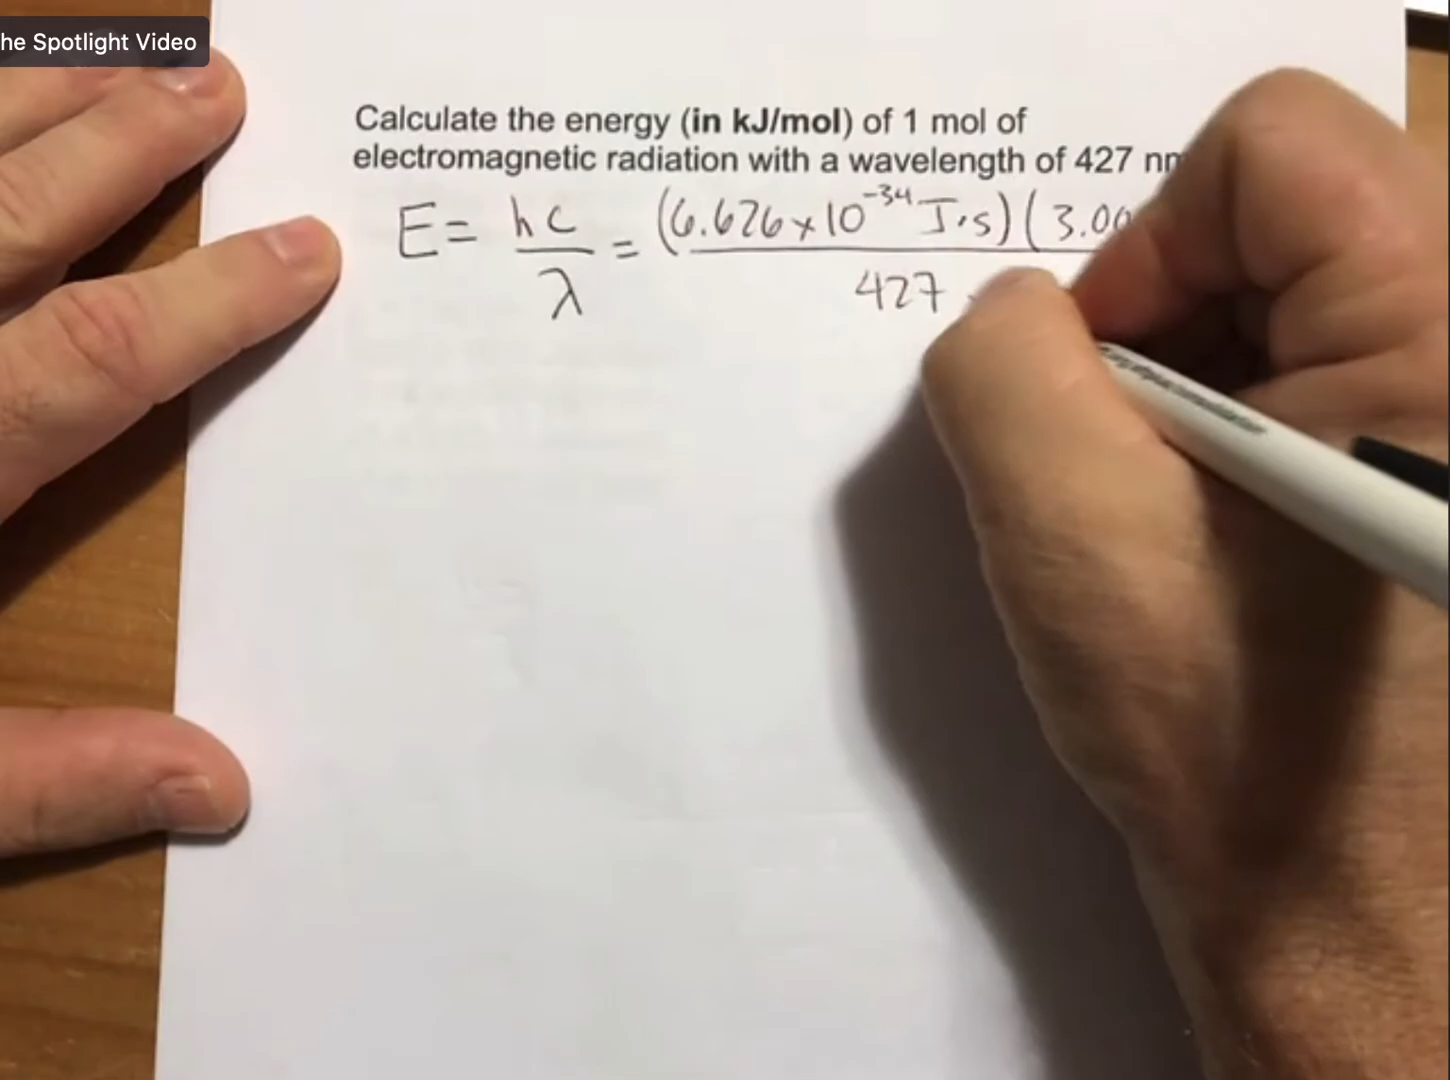 he Spotlight Video
Calculate the energy (in kJ/mol) of 1 mol of
electromagnetic radiation with a wavelength of 427
E = hc/λ = (6.626 × 10⁻³⁴ J·s)(3.00
427